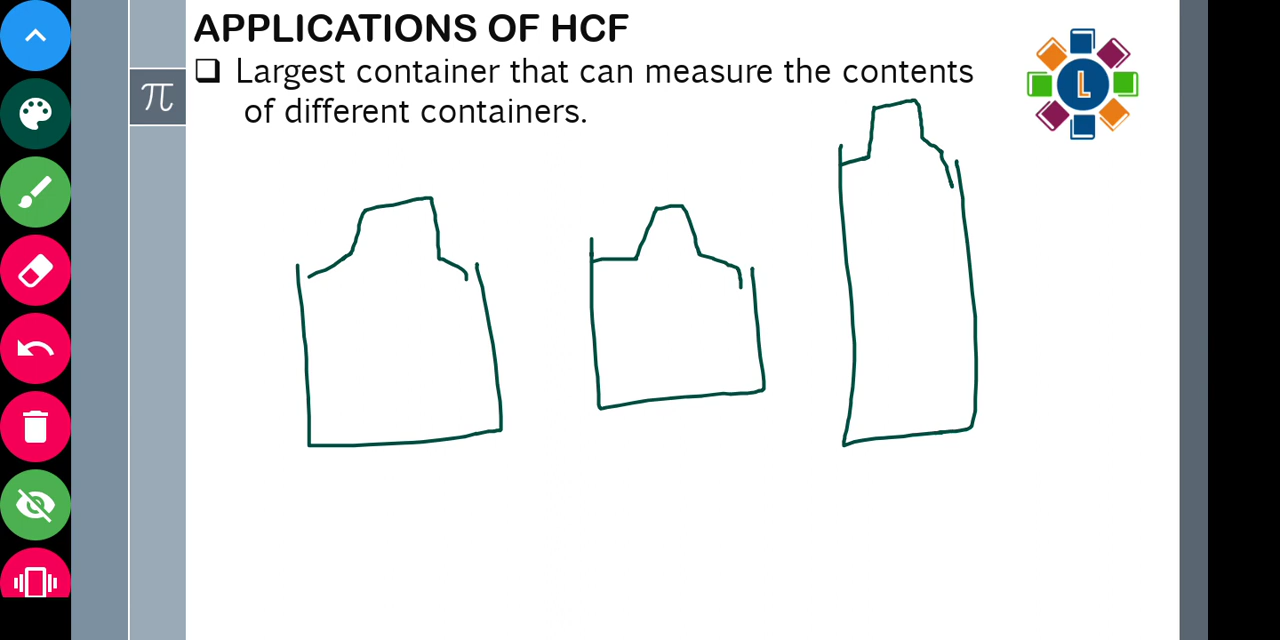 APPLICATIONS OF HCF
❑ Largest container that can measure the contents
of different containers.
π
L